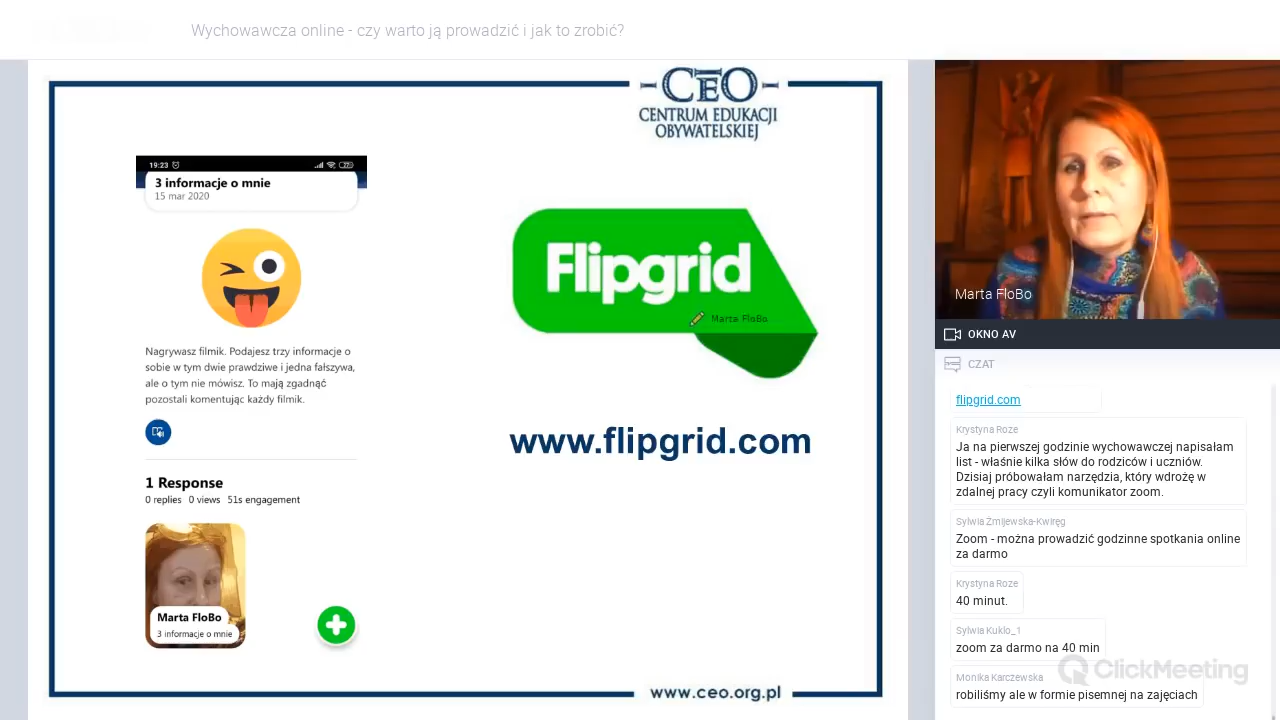 Wychowawcza online - czy warto ją prowadzić i jak to zrobić?
CEO
CENTRUM EDUKACJI
OBYWATELSKIEJ
19:23
27
3 informacje o mnie
15 mar 2020
Nagrywasz filmik. Podajesz trzy informacje o
sobie w tym dwie prawdziwe i jedna fałszywa,
ale o tym nie mówisz. To mają zgadnąć
pozostali komentując każdy filmik.
1 Response
0 replies 0 views 51s engagement
Marta FloBo
3 informacje o mnie
Flipgrid
Marta FloBo
www.flipgrid.com
www.ceo.org.pl
Marta FloBo
OKNO AV
CZAT
flipgrid.com
Krystyna Roze
Ja na pierwszej godzinie wychowawczej napisałam
list - właśnie kilka słów do rodziców i uczniów.
Dzisiaj próbowałam narzędzia, który wdrożę w
zdalnej pracy czyli komunikator zoom.
Sylwia Żmijewska-Kwiręg
Zoom - można prowadzić godzinne spotkania online
za darmo
Krystyna Roze
40 minut.
Sylwia Kuklo_1
zoom za darmo na 40 min
Monika Karczewska
robiliśmy ale w formie pisemnej na zajęciach
ClickMeeting